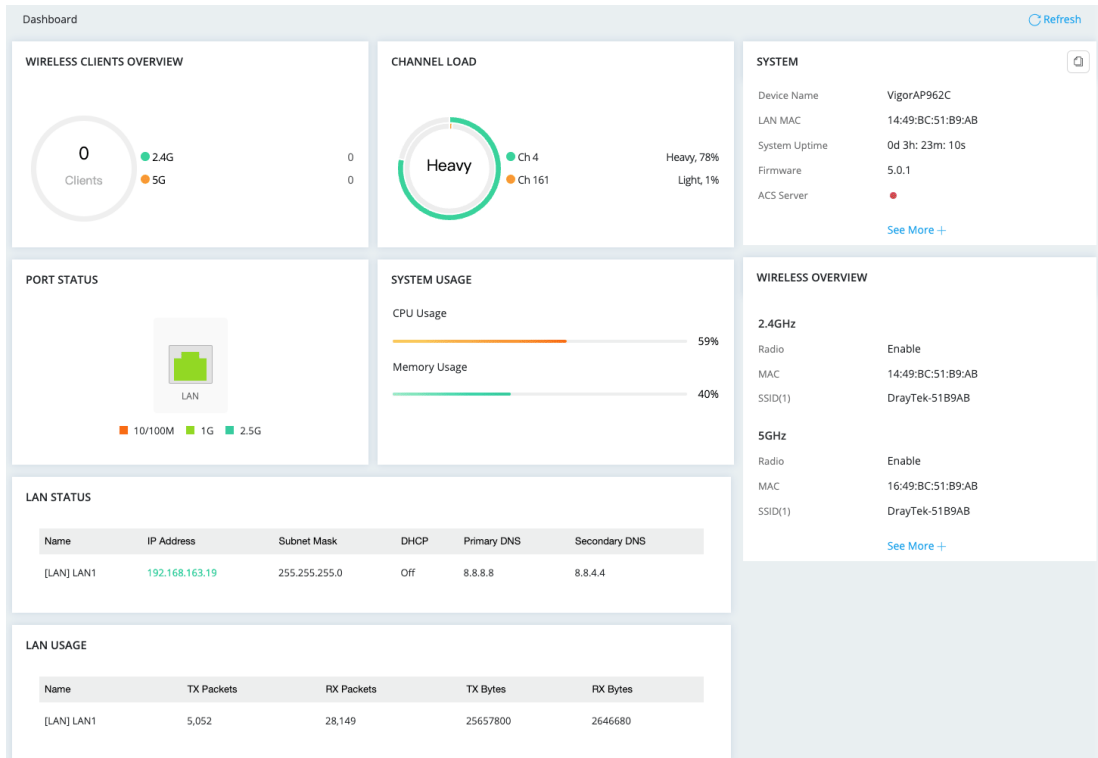 Dashboard
Refresh
WIRELESS CLIENTS OVERVIEW
0
Clients
2.4G 0
5G 0
CHANNEL LOAD
Heavy
Ch 4 Heavy, 78%
Ch 161 Light, 1%
SYSTEM
Device Name VigorAP962C
LAN MAC 14:49:BC:51:B9:AB
System Uptime 0d 3h: 23m: 10s
Firmware 5.0.1
ACS Server
See More +
PORT STATUS
LAN
10/100M 1G 2.5G
SYSTEM USAGE
CPU Usage
59%
Memory Usage
40%
WIRELESS OVERVIEW
2.4GHz
Radio Enable
MAC 14:49:BC:51:B9:AB
SSID(1) DrayTek-51B9AB
5GHz
Radio Enable
MAC 16:49:BC:51:B9:AB
SSID(1) DrayTek-51B9AB
See More +
LAN STATUS
Name IP Address Subnet Mask DHCP Primary DNS Secondary DNS
[LAN] LAN1 192.168.163.19 255.255.255.0 Off 8.8.8.8 8.8.4.4
LAN USAGE
Name TX Packets RX Packets TX Bytes RX Bytes
[LAN] LAN1 5,052 28,149 25657800 2646680